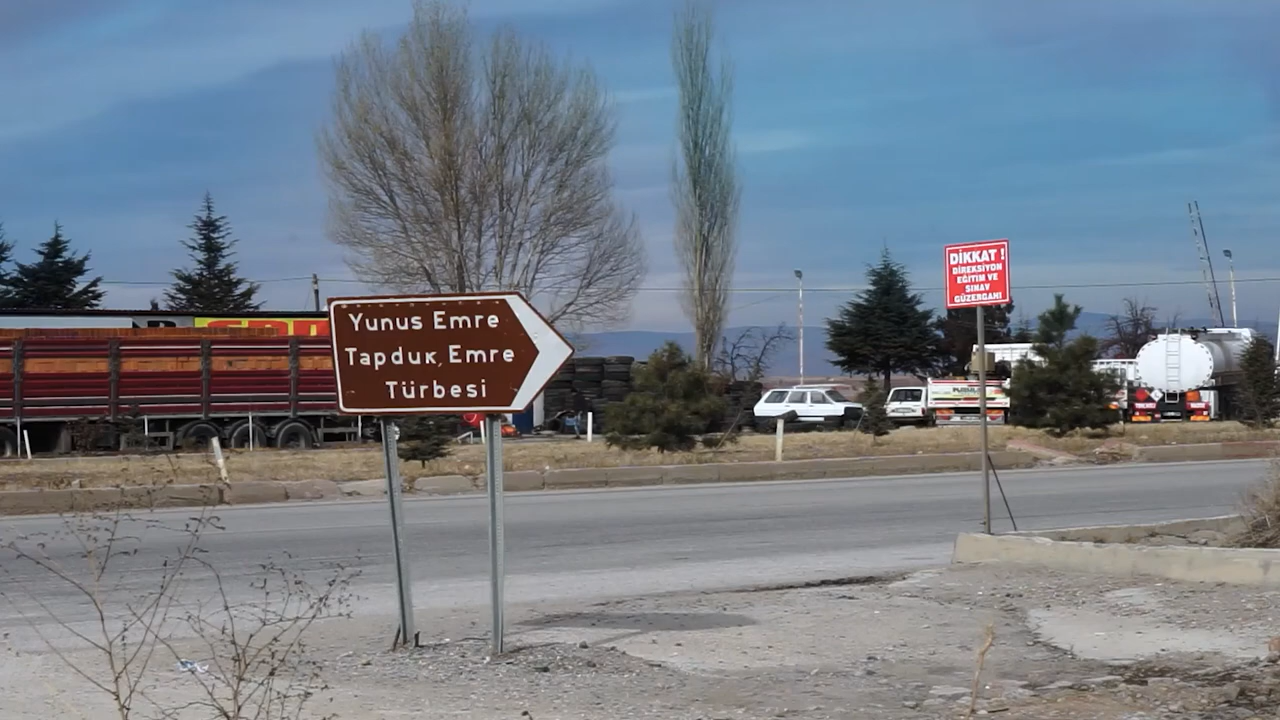 Yunus Emre
Tapduk Emre
Türbesi
DİKKAT !
DİREKSİYON
EĞİTİM VE
SINAV
GÜZERGAHI